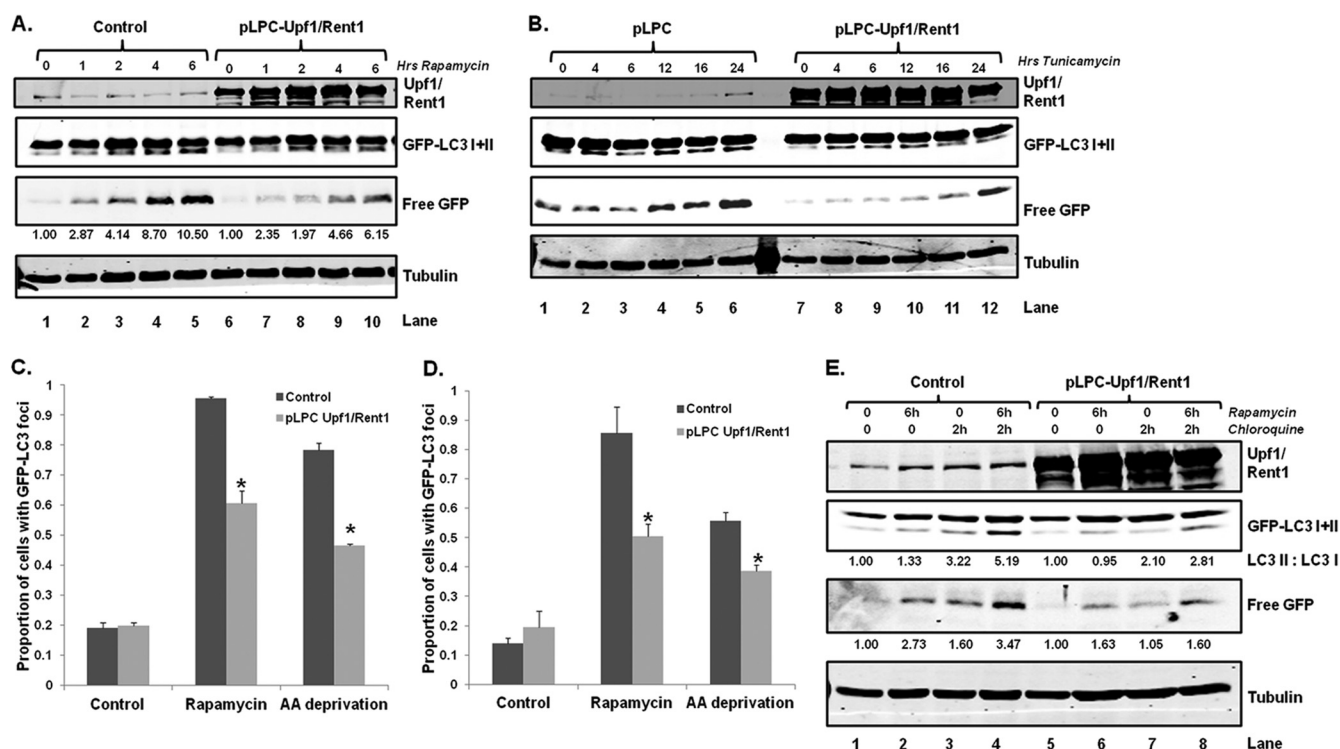 A.
Control pLPC-Upf1/Rent1
0 1 2 4 6 0 1 2 4 6 Hrs Rapamycin
Upf1/
Rent1
GFP-LC3 I+II
Free GFP
1.00 2.87 4.14 8.70 10.50 1.00 2.35 1.97 4.66 6.15
Tubulin
1 2 3 4 5 6 7 8 9 10 Lane
B.
pLPC pLPC-Upf1/Rent1
0 4 6 12 16 24 0 4 6 12 16 24 Hrs Tunicamycin
Upf1/
Rent1
GFP-LC3 I+II
Free GFP
Tubulin
1 2 3 4 5 6 7 8 9 10 11 12 Lane
C.
Proportion of cells with GFP-LC3 foci
1
0.9
0.8
0.7
0.6
0.5
0.4
0.3
0.2
0.1
0
Control
pLPC Upf1/Rent1
*
*
Control Rapamycin AA deprivation
D.
Proportion of cells with GFP-LC3 foci
1
0.9
0.8
0.7
0.6
0.5
0.4
0.3
0.2
0.1
0
Control
pLPC Upf1/Rent1
*
*
Control Rapamycin AA deprivation
E.
Control pLPC-Upf1/Rent1
0 6h 0 6h 0 6h 0 6h Rapamycin
0 0 2h 2h 0 0 2h 2h Chloroquine
Upf1/
Rent1
GFP-LC3 I+II
1.00 1.33 3.22 5.19 1.00 0.95 2.10 2.81 LC3 II : LC3 I
Free GFP
1.00 2.73 1.60 3.47 1.00 1.63 1.05 1.60
Tubulin
1 2 3 4 5 6 7 8 Lane